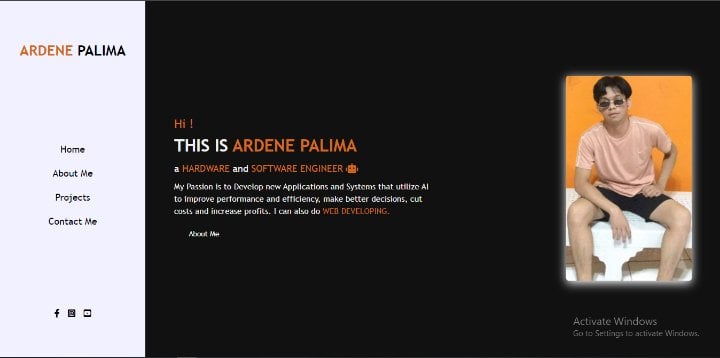 ARDENE PALIMA
Home
About Me
Projects
Contact Me
Hi !
THIS IS ARDENE PALIMA
a HARDWARE and SOFTWARE ENGINEER
My Passion is to Develop new Applications and Systems that utilize AI
to improve performance and efficiency, make better decisions, cut
costs and increase profits. I can also do WEB DEVELOPING.
About Me
Activate Windows
Go to Settings to activate Windows.